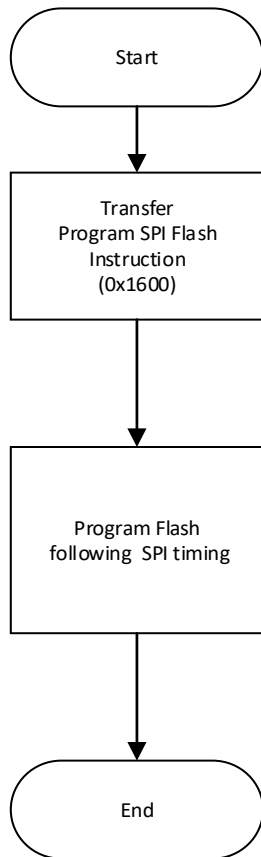 Start
Transfer
Program SPI Flash
Instruction
(0x1600)
Program Flash
following SPI timing
End